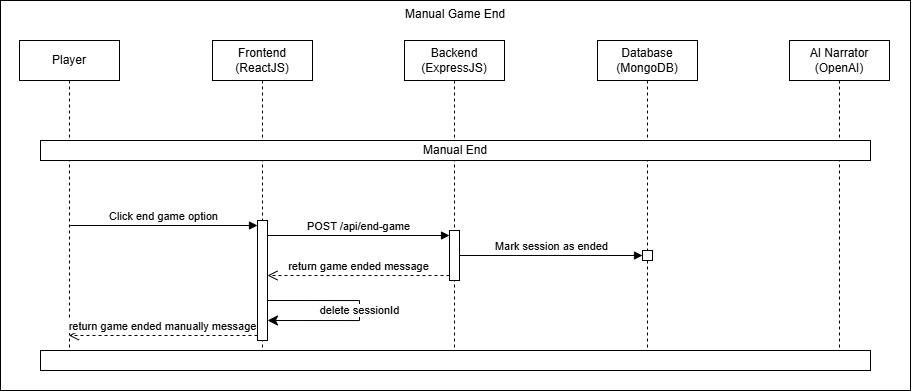 Manual Game End
Player
Frontend
(ReactJS)
Backend
(ExpressJS)
Database
(MongoDB)
AI Narrator
(OpenAI)
Manual End
Click end game option
POST /api/end-game
Mark session as ended
return game ended message
delete sessionId
return game ended manually message